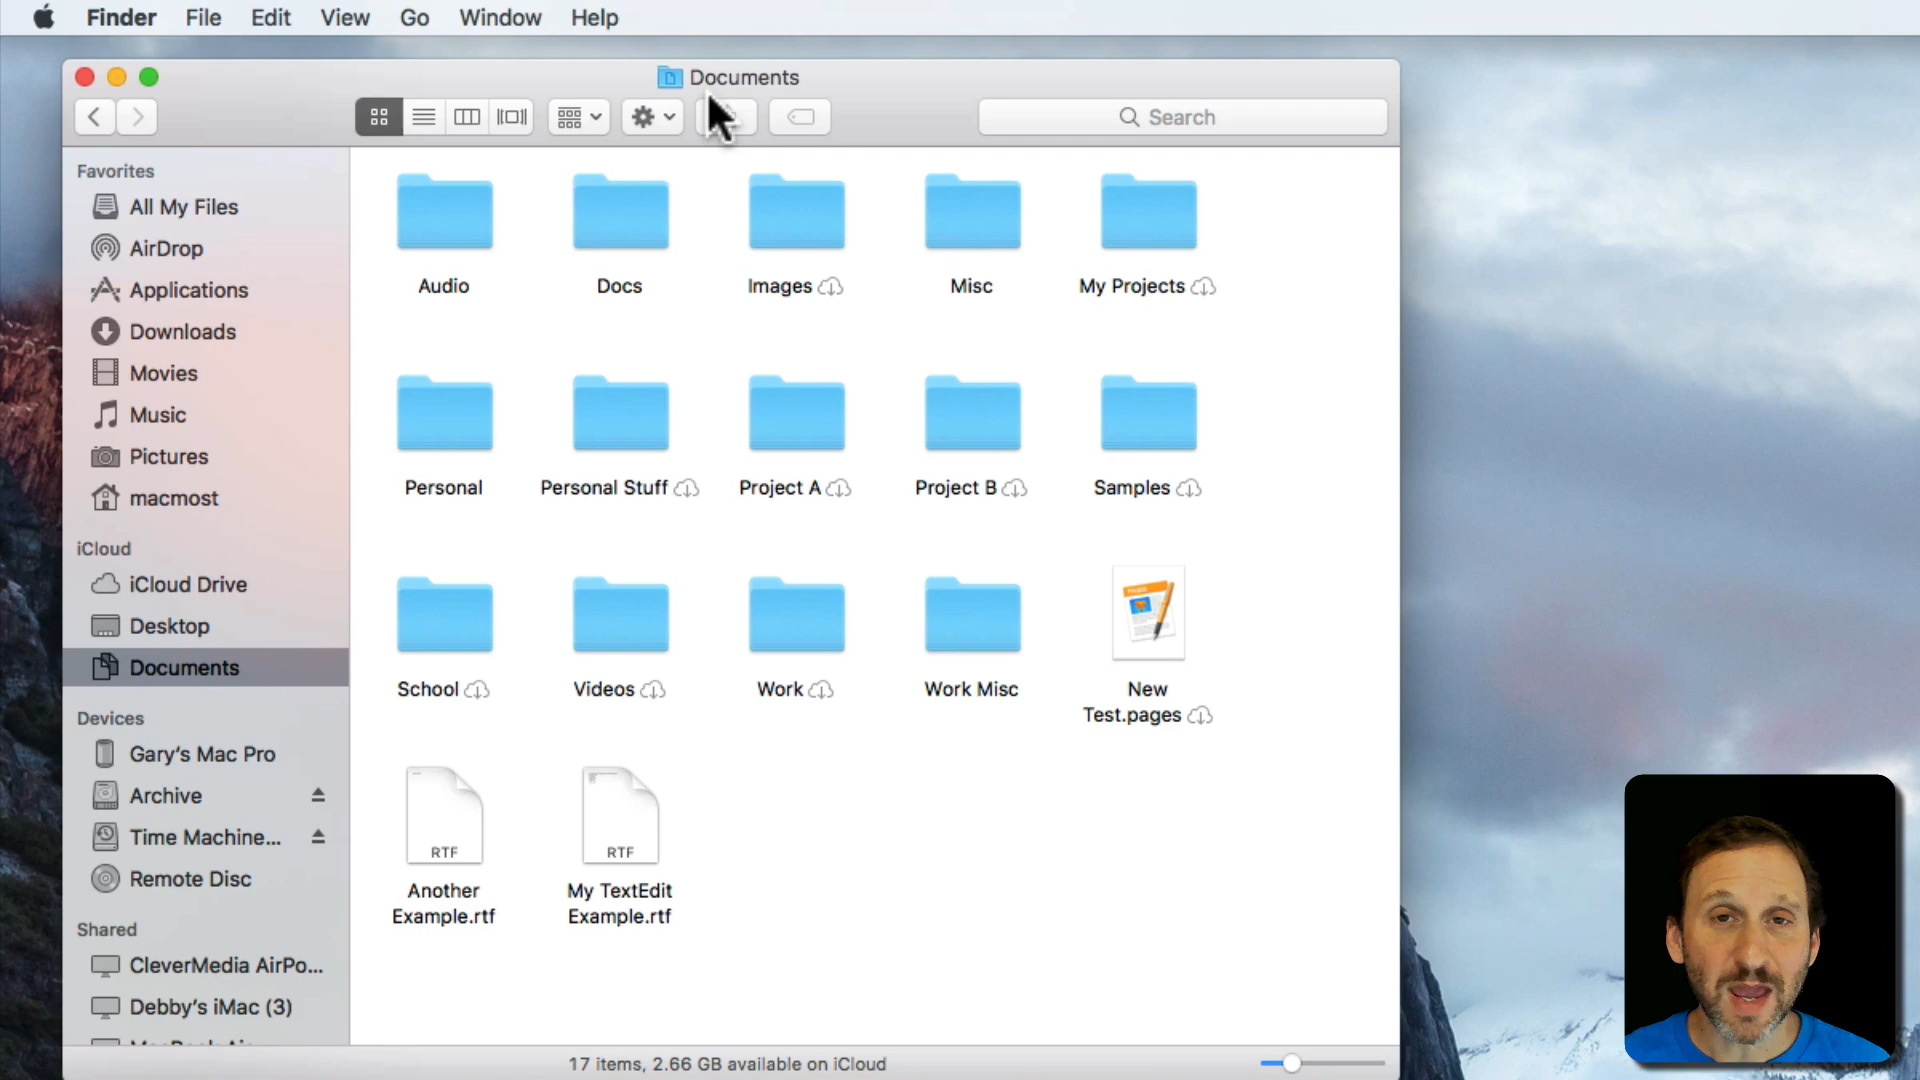 Finder File Edit View Go Window Help
Documents
Search
Favorites
All My Files
AirDrop
Applications
Downloads
Movies
Music
Pictures
macmost
iCloud
iCloud Drive
Desktop
Documents
Devices
Gary's Mac Pro
Archive
Time Machine...
Remote Disc
Shared
CleverMedia AirPo...
Debby's iMac (3)
Audio Docs Images Misc My Projects
Personal Personal Stuff Project A Project B Samples
School Videos Work Work Misc New
Test.pages
RTF RTF
Another My TextEdit
Example.rtf Example.rtf
17 items, 2.66 GB available on iCloud